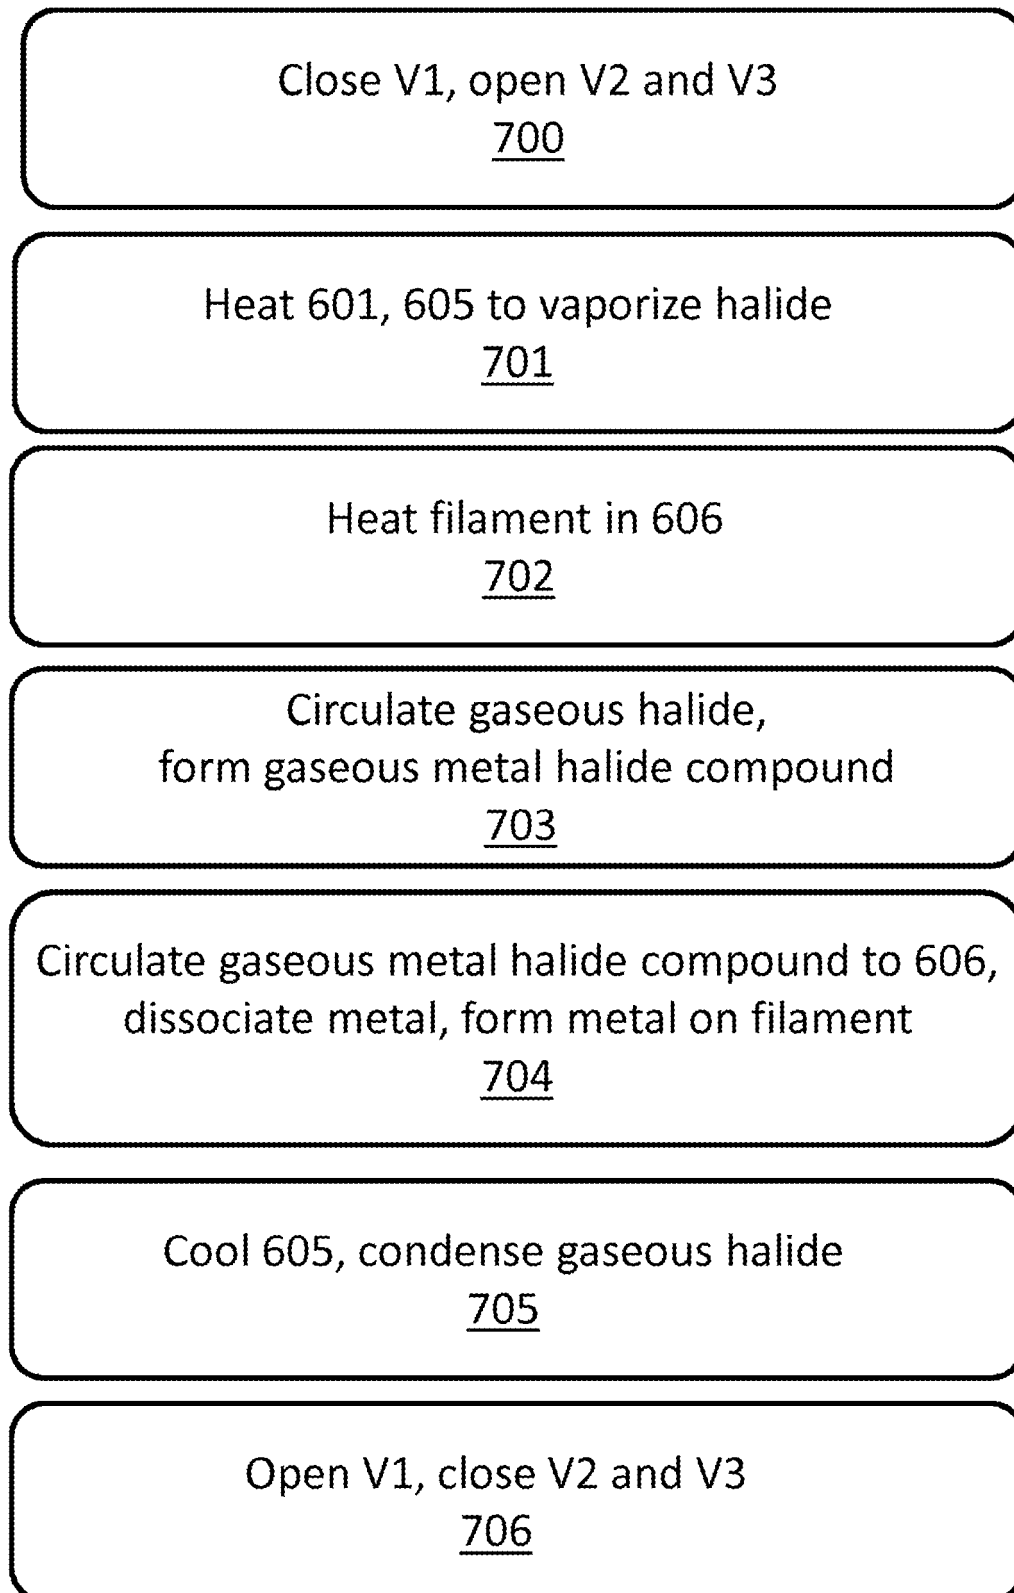 Close V1, open V2 and V3
700
Heat 601, 605 to vaporize halide
701
Heat filament in 606
702
Circulate gaseous halide,
form gaseous metal halide compound
703
Circulate gaseous metal halide compound to 606,
dissociate metal, form metal on filament
704
Cool 605, condense gaseous halide
705
Open V1, close V2 and V3
706